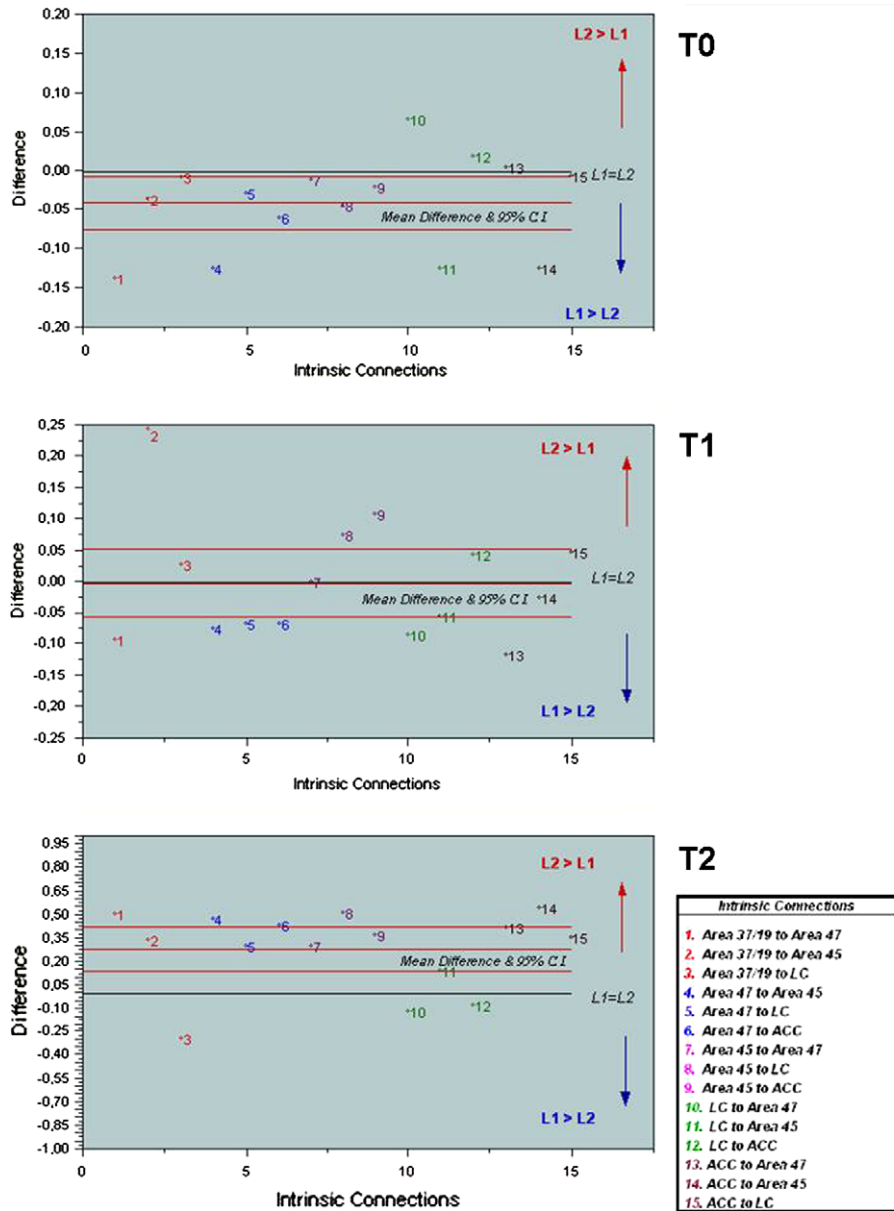 T0
0,20
0,15
0,10
0,05
0,00
-0,05
-0,10
-0,15
-0,20
Difference
L2 > L1
L1=L2
Mean Difference & 95% C.I
L1 > L2
1
2
3
4
5
6
7
8
9
10
11
12
13
14
15
0 5 10 15
Intrinsic Connections
T1
0,25
0,20
0,15
0,10
0,05
0.00
-0.05
-0.10
-0.15
-0,20
-0.25
Difference
L2 > L1
L1=L2
Mean Difference & 95% C.I
L1 > L2
1
2
3
4
5
6
7
8
9
10
11
12
13
14
15
0 5 10 15
Intrinsic Connections
T2
0,95
0,80
0,65
0,50
0,35
0,20
0,05
-0,10
-0,25
-0,40
-0,55
-0,70
-0,85
-1,00
Difference
L2 > L1
L1=L2
Mean Difference & 95% C.I
L1 > L2
1
2
3
4
5
6
7
8
9
10
11
12
13
14
15
0 5 10 15
Intrinsic Connections
Intrinsic Connections
1. Area 37/19 to Area 47
2. Area 37/19 to Area 45
3. Area 37/19 to LC
4. Area 47 to Area 45
5. Area 47 to LC
6. Area 47 to ACC
7. Area 45 to Area 47
8. Area 45 to LC
9. Area 45 to ACC
10. LC to Area 47
11. LC to Area 45
12. LC to ACC
13. ACC to Area 47
14. ACC to Area 45
15. ACC to LC